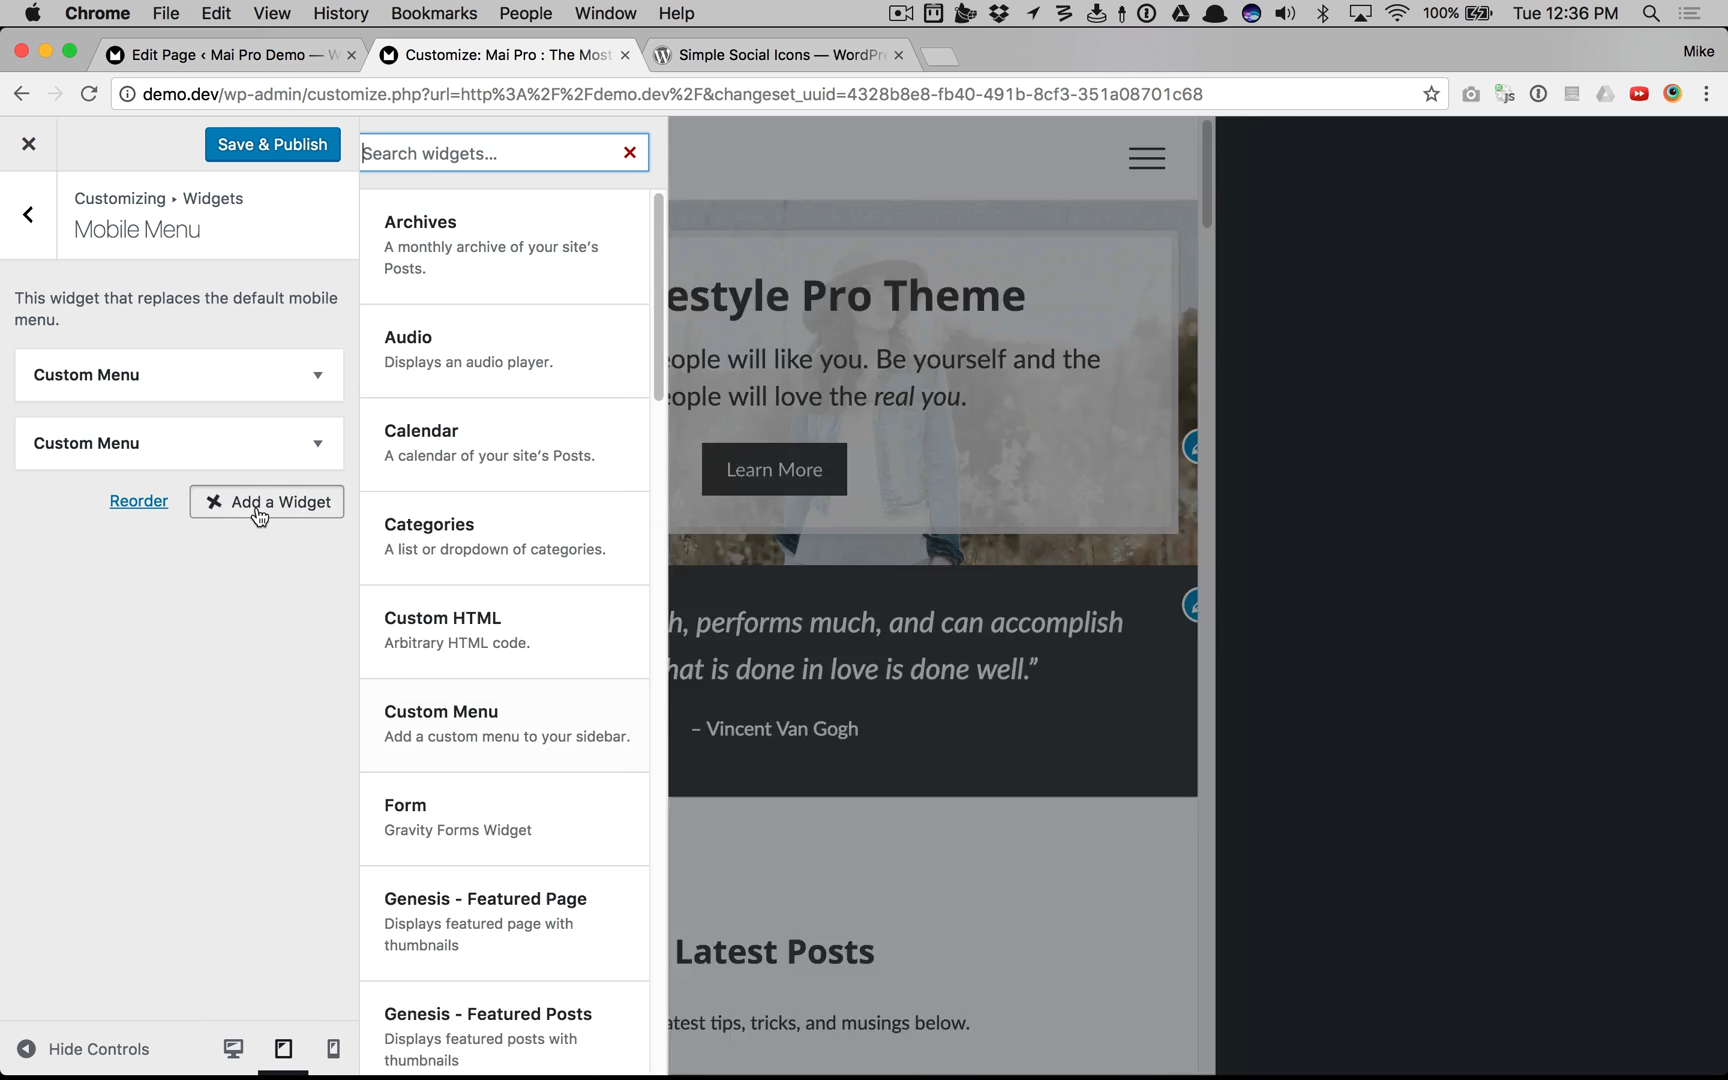 Chrome File Edit View History Bookmarks People Window Help 100% Tue 12:36 PM
Edit Page ‹ Mai Pro Demo — W Customize: Mai Pro : The Most Simple Social Icons — WordPre Mike
demo.dev/wp-admin/customize.php?url=http%3A%2F%2Fdemo.dev%2F&changeset_uuid=4328b8e8-fb40-491b-8cf3-351a08701c68
Save & Publish
Customizing ▸ Widgets
Mobile Menu
This widget that replaces the default mobile
menu.
Custom Menu
Custom Menu
Reorder
Add a Widget
Hide Controls
Search widgets...
Archives
A monthly archive of your site's
Posts.
Audio
Displays an audio player.
Calendar
A calendar of your site's Posts.
Categories
A list or dropdown of categories.
Custom HTML
Arbitrary HTML code.
Custom Menu
Add a custom menu to your sidebar.
Form
Gravity Forms Widget
Genesis - Featured Page
Displays featured page with
thumbnails
Genesis - Featured Posts
Displays featured posts with
thumbnails
estyle Pro Theme
ople will like you. Be yourself and the
ople will love the real you.
Learn More
h, performs much, and can accomplish
hat is done in love is done well.”
– Vincent Van Gogh
Latest Posts
atest tips, tricks, and musings below.